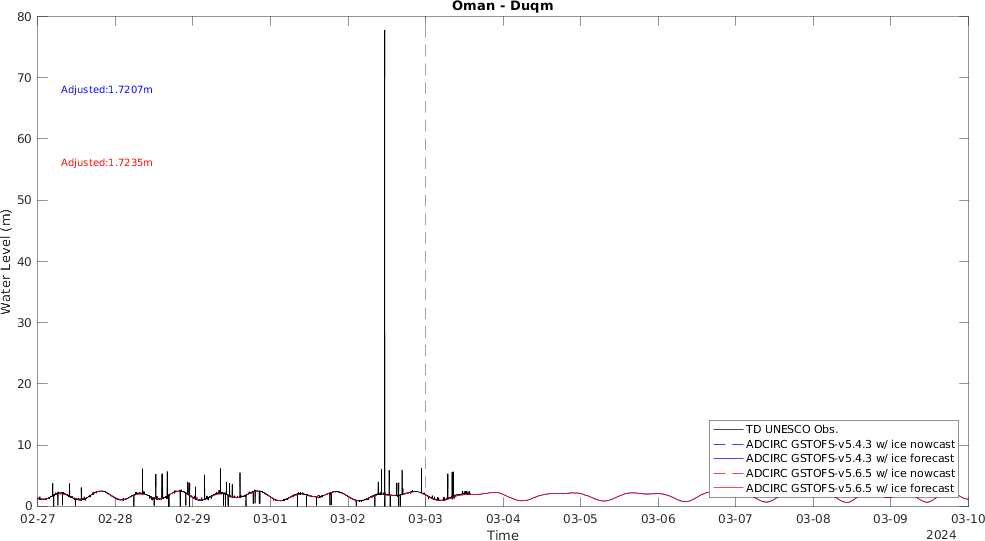 Oman - Duqm
80
70
60
50
40
30
20
10
0
Water Level (m)
Adjusted:1.7207m
Adjusted:1.7235m
TD UNESCO Obs.
ADCIRC GSTOFS-v5.4.3 w/ ice nowcast
ADCIRC GSTOFS-v5.4.3 w/ ice forecast
ADCIRC GSTOFS-v5.6.5 w/ ice nowcast
ADCIRC GSTOFS-v5.6.5 w/ ice forecast
02-27 02-28 02-29 03-01 03-02 03-03 03-04 03-05 03-06 03-07 03-08 03-09 03-10
Time
2024